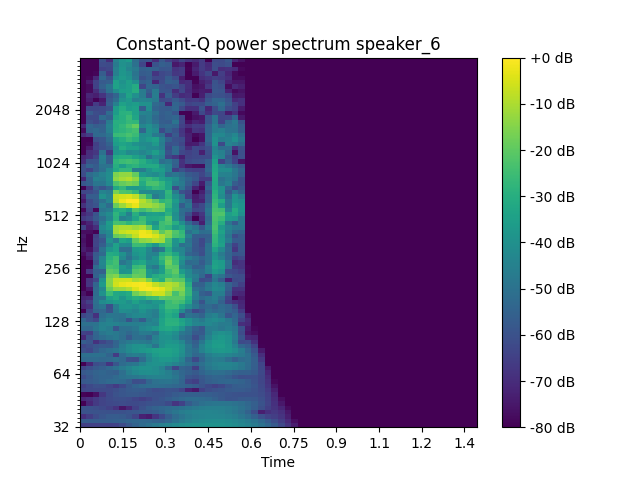 Constant-Q power spectrum speaker_6
+0 dB
-10 dB
-20 dB
-30 dB
-40 dB
-50 dB
-60 dB
-70 dB
-80 dB
2048
1024
512
256
128
64
32
Hz
0 0.15 0.3 0.45 0.6 0.75 0.9 1.1 1.2 1.4
Time